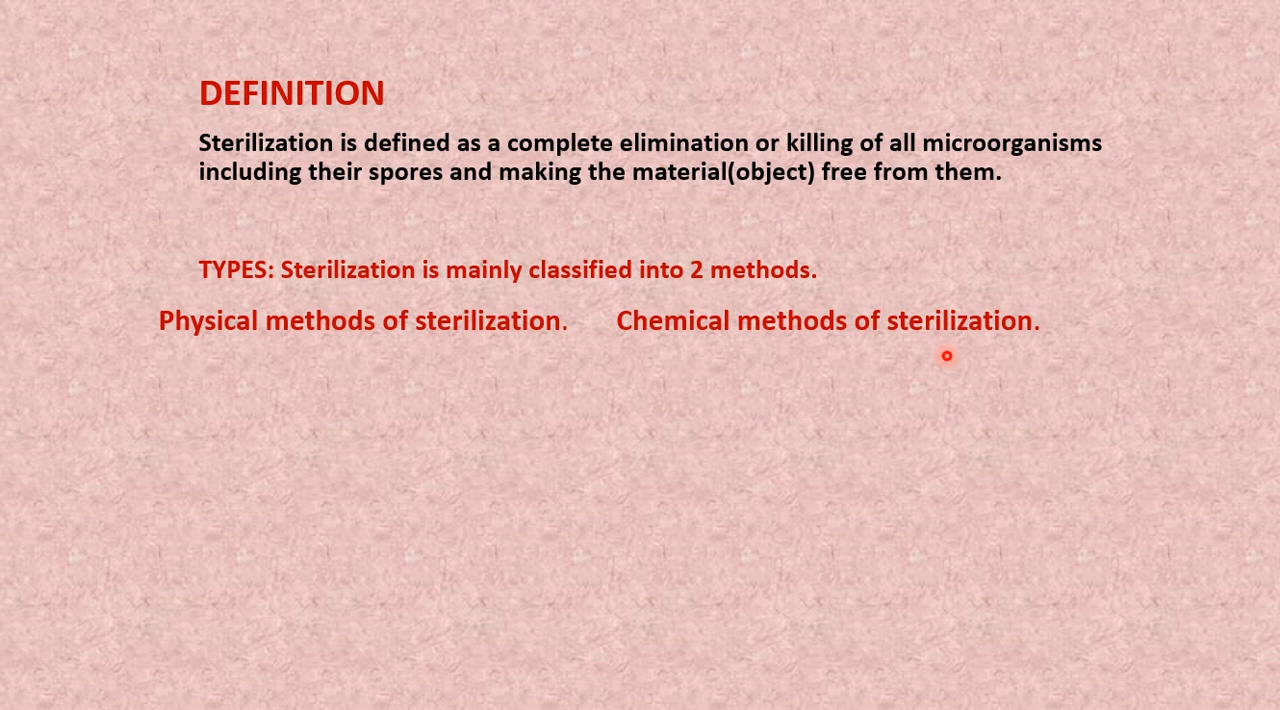 DEFINITION
Sterilization is defined as a complete elimination or killing of all microorganisms
including their spores and making the material(object) free from them.
TYPES: Sterilization is mainly classified into 2 methods.
Physical methods of sterilization. Chemical methods of sterilization.